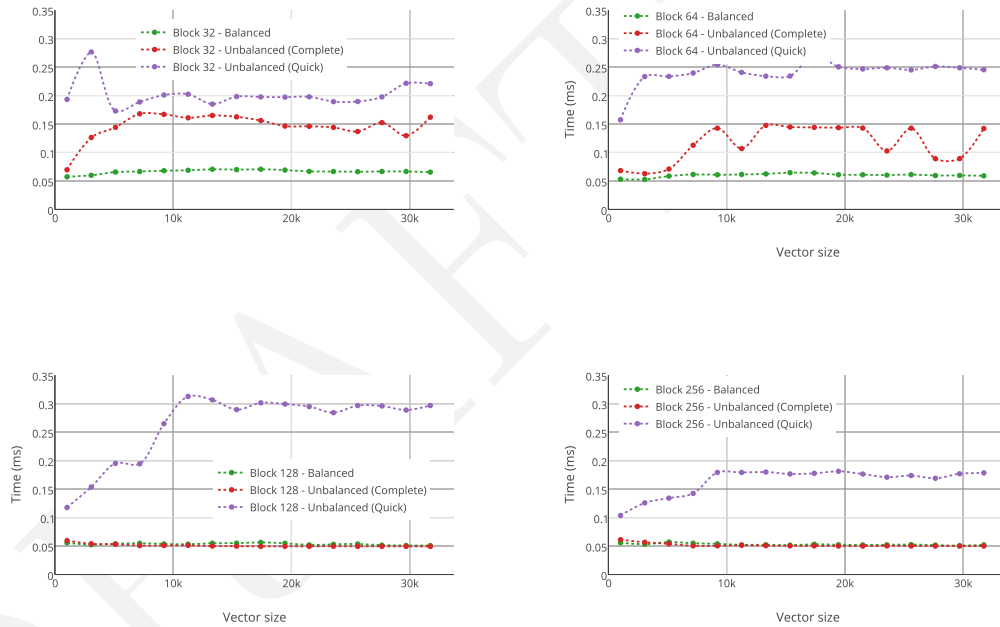 0.35
0.3
0.25
0.2
0.15
0.1
0.05
0
0
10k
20k
30k
Block 32 - Balanced
Block 32 - Unbalanced (Complete)
Block 32 - Unbalanced (Quick)
0.35
0.3
0.25
0.2
0.15
0.1
0.05
0
0
10k
20k
30k
Block 64 - Balanced
Block 64 - Unbalanced (Complete)
Block 64 - Unbalanced (Quick)
Time (ms)
Vector size
0.35
0.3
0.25
0.2
0.15
0.1
0.05
0
0
10k
20k
30k
Block 128 - Balanced
Block 128 - Unbalanced (Complete)
Block 128 - Unbalanced (Quick)
Time (ms)
Vector size
0.35
0.3
0.25
0.2
0.15
0.1
0.05
0
0
10k
20k
30k
Block 256 - Balanced
Block 256 - Unbalanced (Complete)
Block 256 - Unbalanced (Quick)
Time (ms)
Vector size